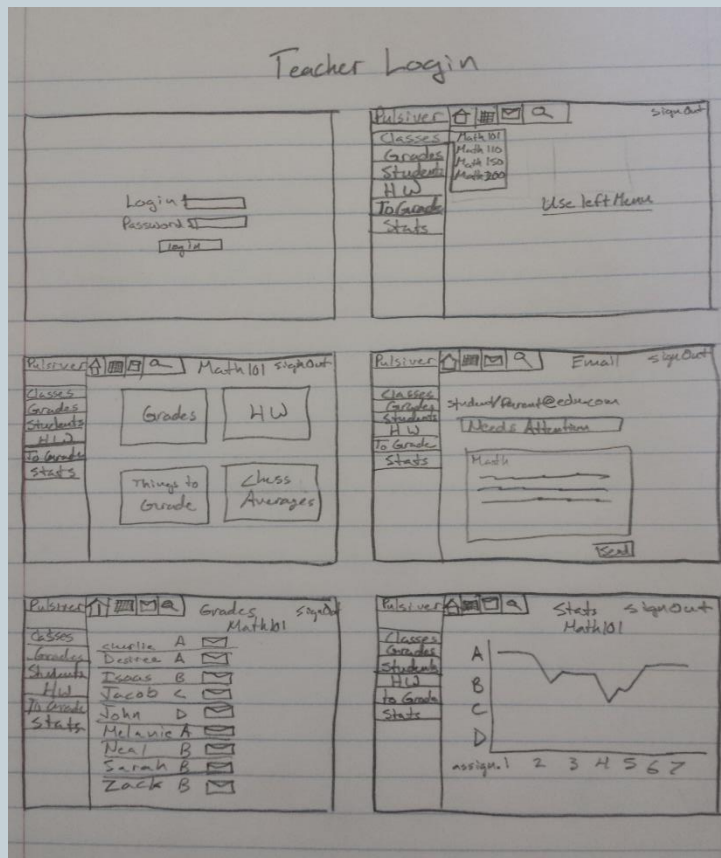 Teacher Login
Login
Password
login
Pulsiver
Sign Out
Classes
Grades
Students
HW
To Grade
Stats
Math 101
Math 110
Math 150
Math 200
Use left Menu
Pulsiver
Math 101
Sign Out
Classes
Grades
Students
HW
To Grade
Stats
Grades
HW
Things to
Grade
Class
Averages
Pulsiver
Email
Sign Out
Classes
Grades
Students
HW
To Grade
Stats
Student/Parent@edu.com
Needs Attention
Math
Send
Pulsiver
Grades
Sign Out
Math 101
Classes
Grades
Students
HW
To Grade
Stats
Charlie A
Desiree A
Isaas B
Jacob C
John D
Melanie A
Neal B
Sarah B
Zack B
Pulsiver
Stats
Sign Out
Math 101
Classes
Grades
Students
HW
to Grade
Stats
A
B
C
D
assign. 1 2 3 4 5 6 7